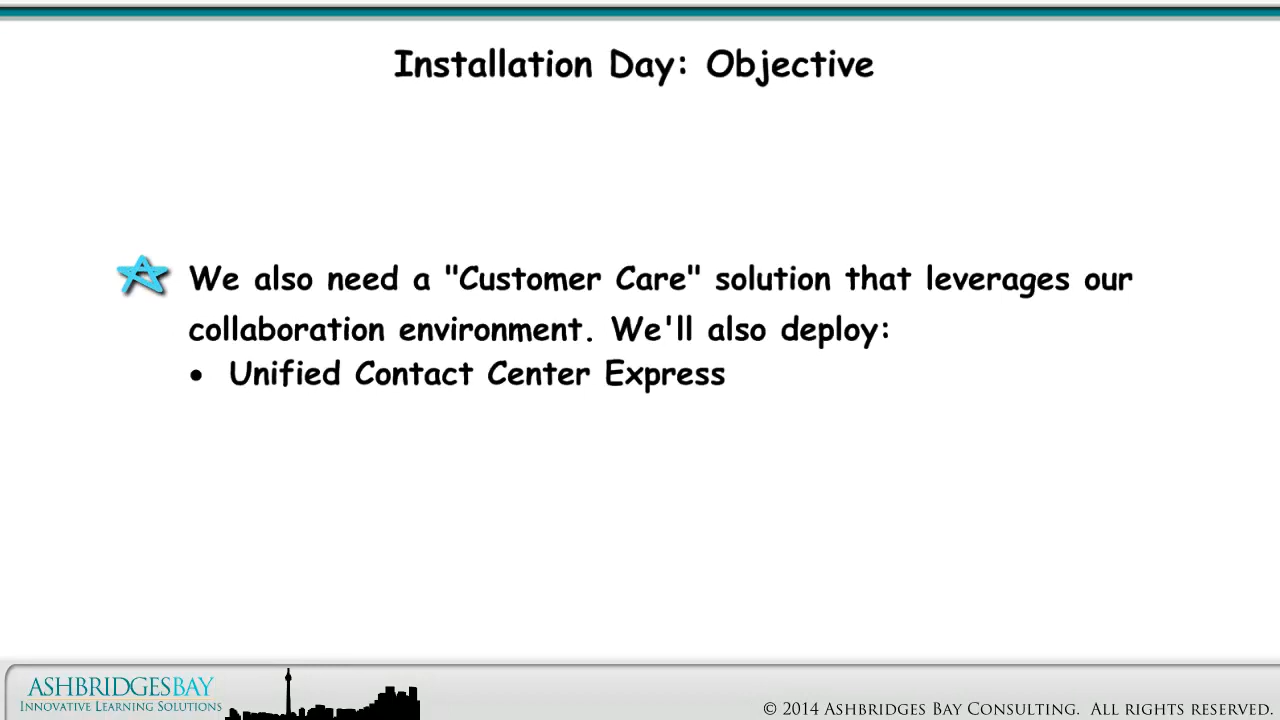 Installation Day: Objective
We also need a "Customer Care" solution that leverages our
collaboration environment. We'll also deploy:
• Unified Contact Center Express
ASHBRIDGESBAY
INNOVATIVE LEARNING SOLUTIONS
© 2014 ASHBRIDGES BAY CONSULTING. ALL RIGHTS RESERVED.